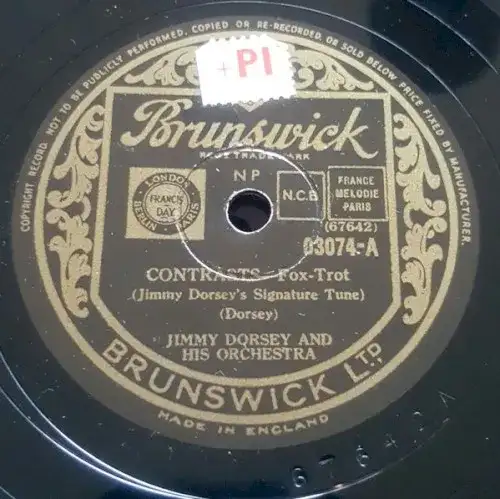 COPYRIGHT RECORD. NOT TO BE PUBLICLY PERFORMED, COPIED OR RE-RECORDED, OR SOLD BELOW PRICE FIXED BY MANUFACTURER.
+PI
Brunswick
TRADE MARK
NP
LONDON
FRANCIS
DAY
BERLIN PARIS
N.C.B
FRANCE
MELODIE
PARIS
(67642)
03074-A
CONTRASTS—Fox-Trot
(Jimmy Dorsey's Signature Tune)
(Dorsey)
JIMMY DORSEY AND
HIS ORCHESTRA
BRUNSWICK LTD.
MADE IN ENGLAND
67642A